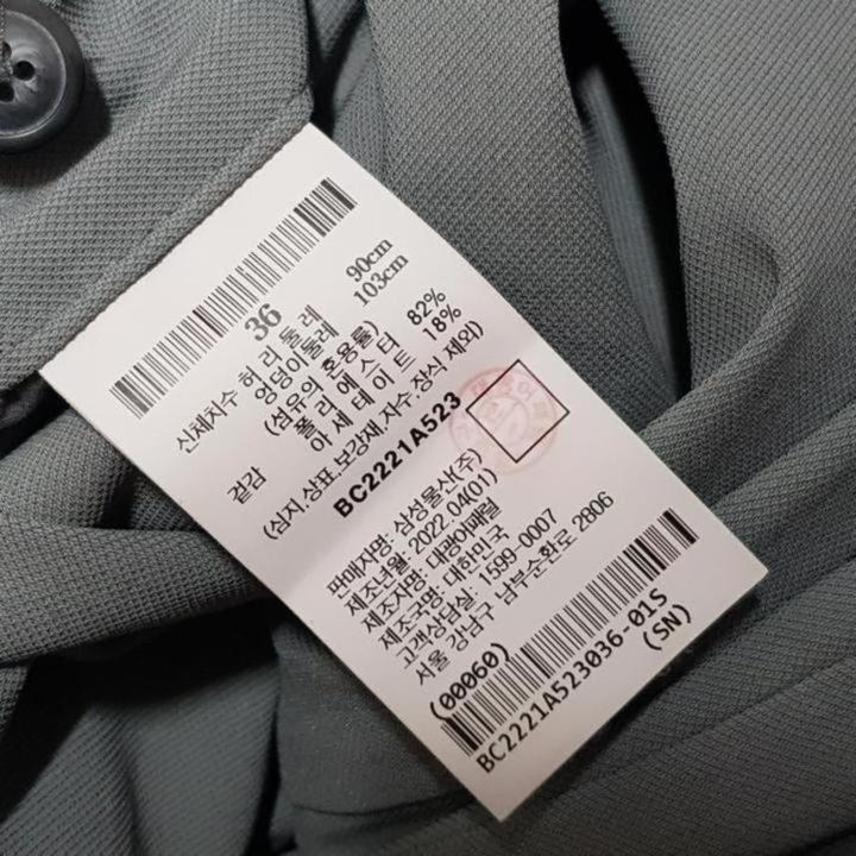 36
신체치수 허리둘레 90cm
엉덩이둘레 103cm
(섬유의 혼용률)
겉감 폴리에스터 82%
아세테이트 18%
(심지,상표,보강재,자수,장식 제외)
BC2221A523
판매자명: 삼성물산(주)
제조년월: 2022.04(01)
제조자명: 대광어패럴
제조국명: 대한민국
고객상담실: 1599-0007
서울 강남구 남부순환로 2806
(00060)
BC2221A523036-01S
(SN)